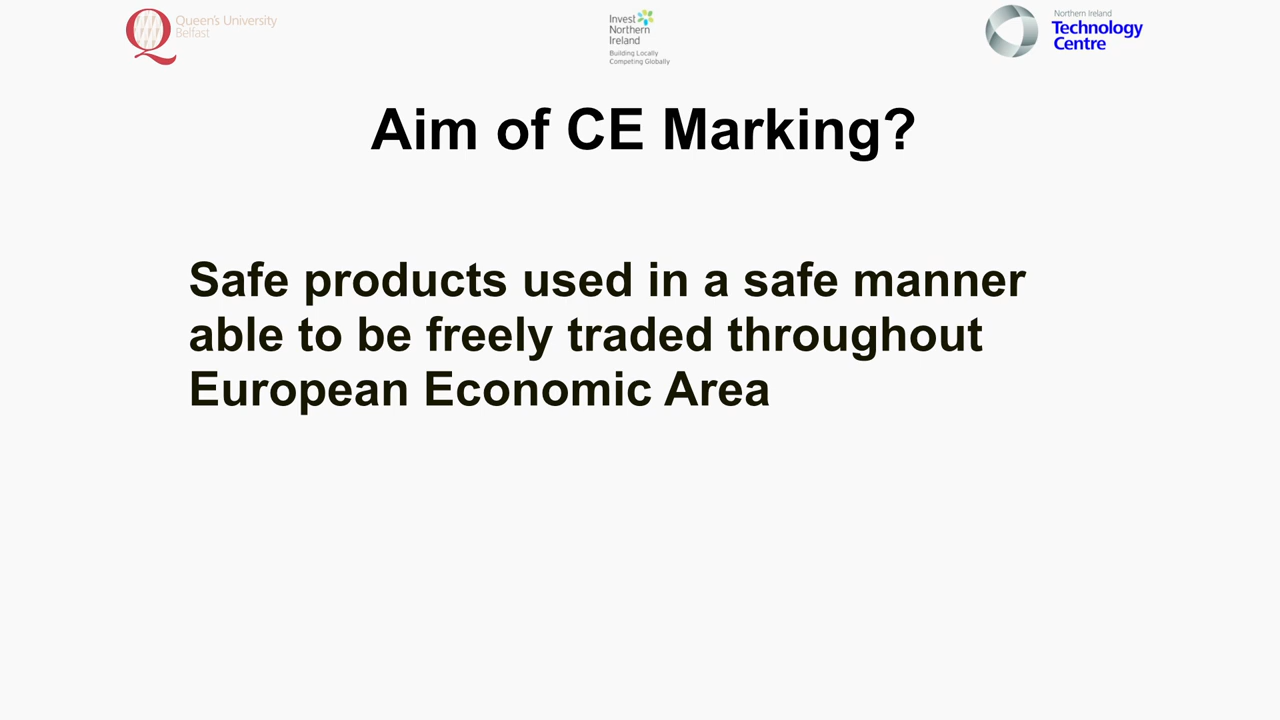 Queen's University
Belfast
Invest
Northern
Ireland
Building Locally
Competing Globally
Northern Ireland
Technology
Centre
Aim of CE Marking?
Safe products used in a safe manner
able to be freely traded throughout
European Economic Area